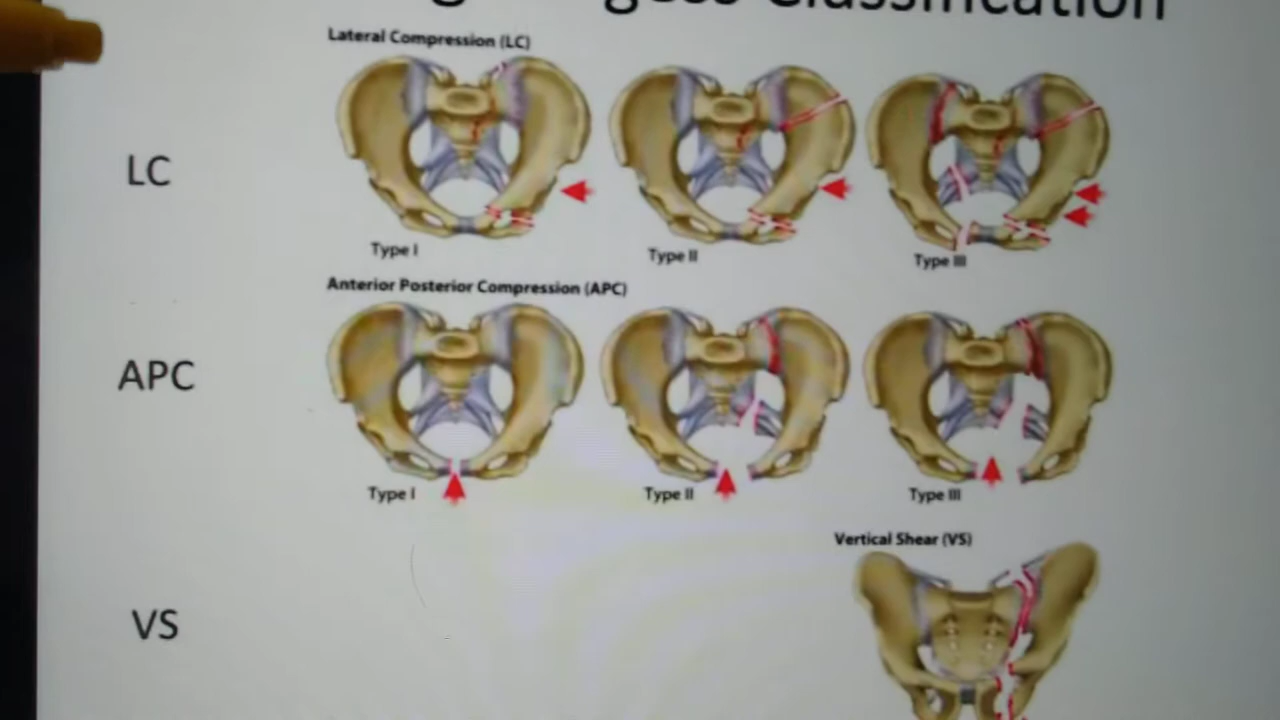 Classification
Lateral Compression (LC)
LC
Type I
Type II
Type III
Anterior Posterior Compression (APC)
APC
Type I
Type II
Type III
Vertical Shear (VS)
VS